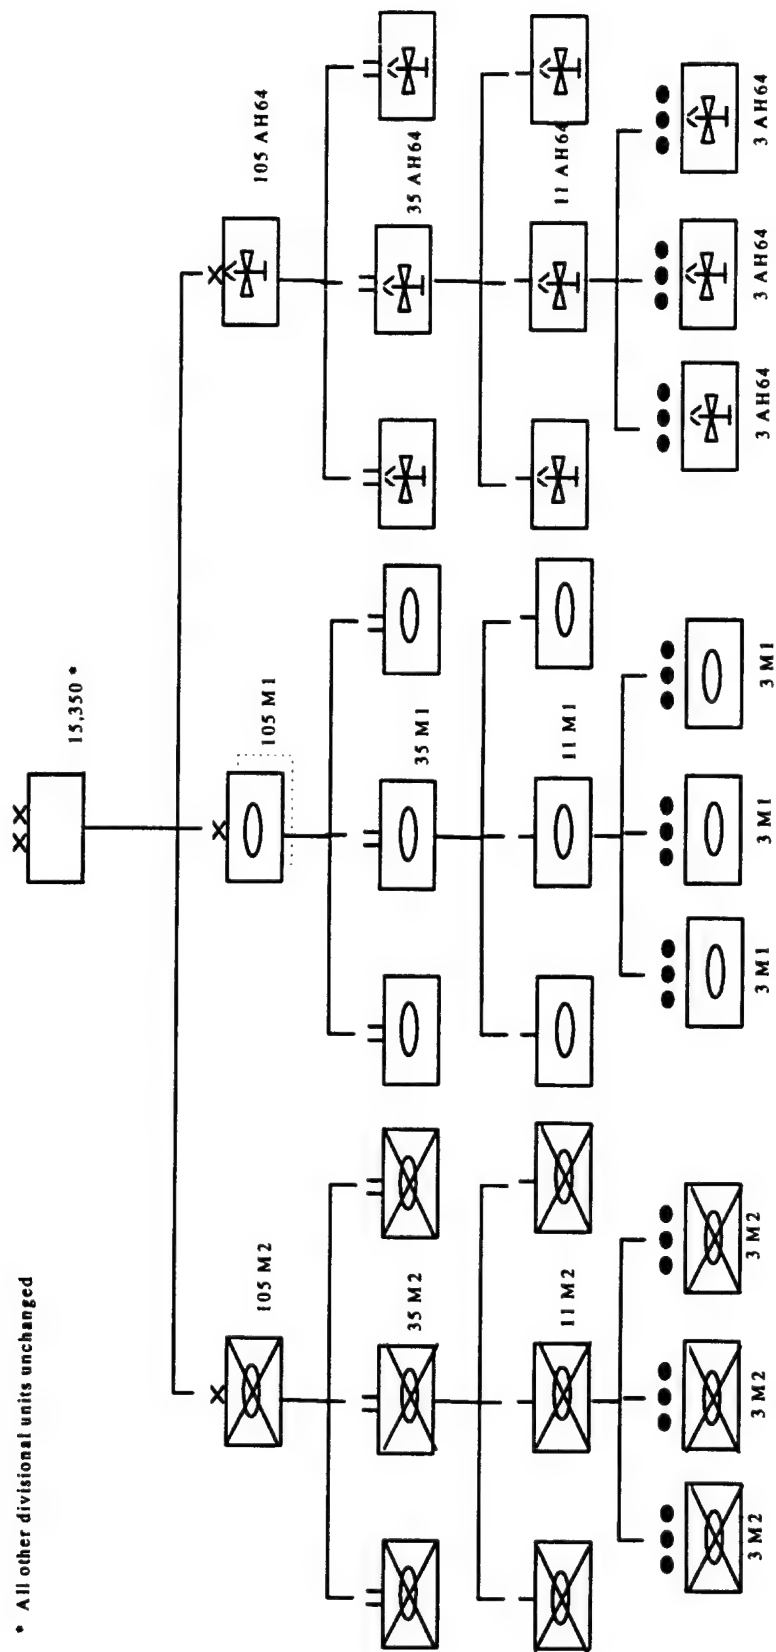 15,350 *
105 M2
105 M1
105 AH64
35 M2
35 M1
35 AH64
11 M2
11 M1
11 AH64
3 M2
3 M2
3 M2
3 M1
3 M1
3 M1
3 AH64
3 AH64
3 AH64
* All other divisional units unchanged